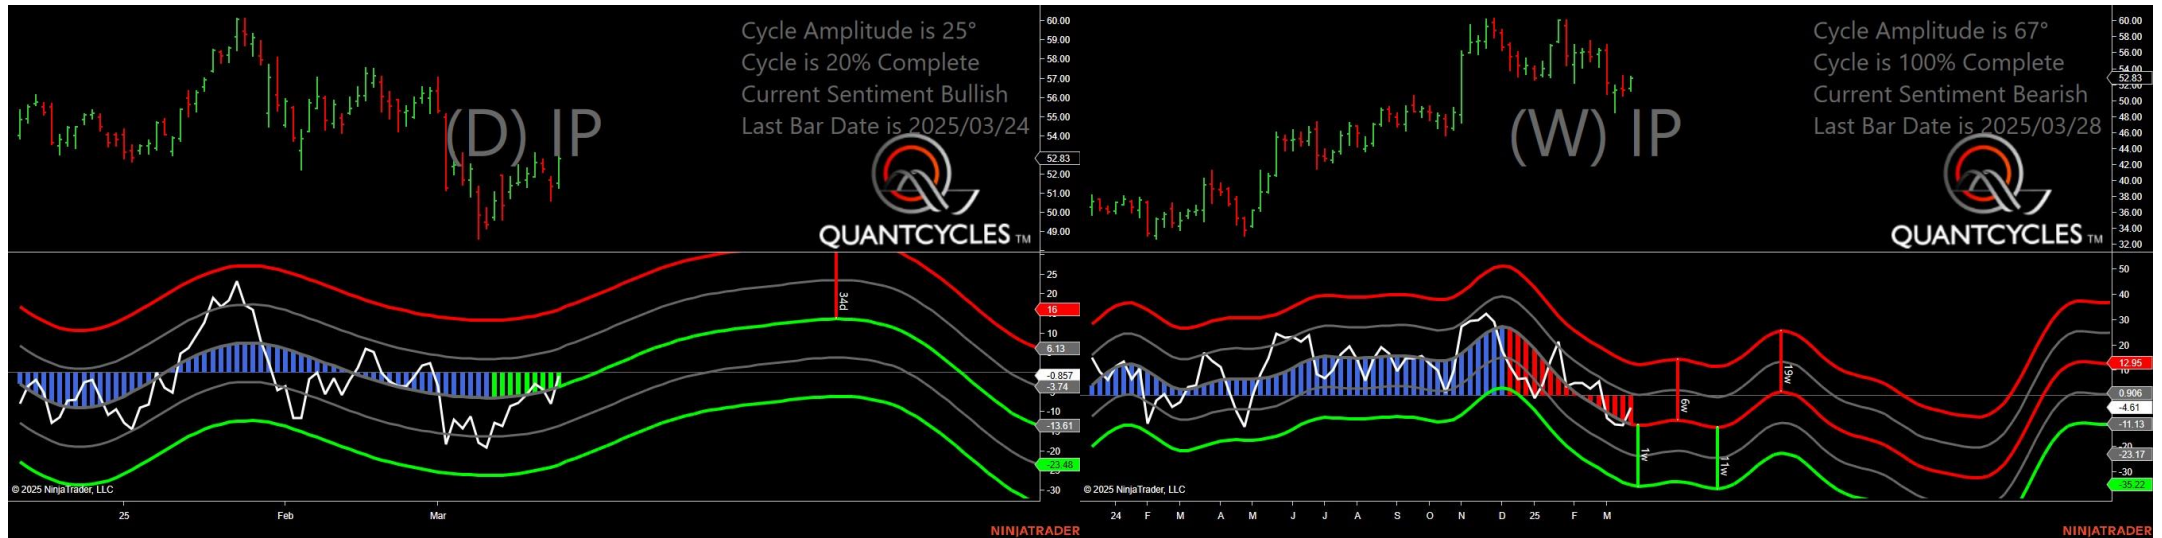 Cycle Amplitude is 25°
Cycle is 20% Complete
Current Sentiment Bullish
Last Bar Date is 2025/03/24
(D) IP
QUANTCYCLES TM
60.00
59.00
58.00
57.00
56.00
55.00
54.00
52.83
52.00
51.00
50.00
49.00
34d
25
20
16
10
6.13
-0.857
-3.74
-10
-13.61
-23.48
-30
© 2025 NinjaTrader, LLC
25 Feb Mar
NINJATRADER
Cycle Amplitude is 67°
Cycle is 100% Complete
Current Sentiment Bearish
Last Bar Date is 2025/03/28
(W) IP
QUANTCYCLES TM
60.00
58.00
56.00
54.00
52.83
52.00
50.00
48.00
46.00
44.00
42.00
40.00
38.00
36.00
34.00
32.00
1w
6w
11w
19w
50
40
30
20
12.95
10
0.906
-4.61
-11.13
-20
-23.17
-30
-35.22
© 2025 NinjaTrader, LLC
24 F M A M J J A S O N D 25 F M
NINJATRADER